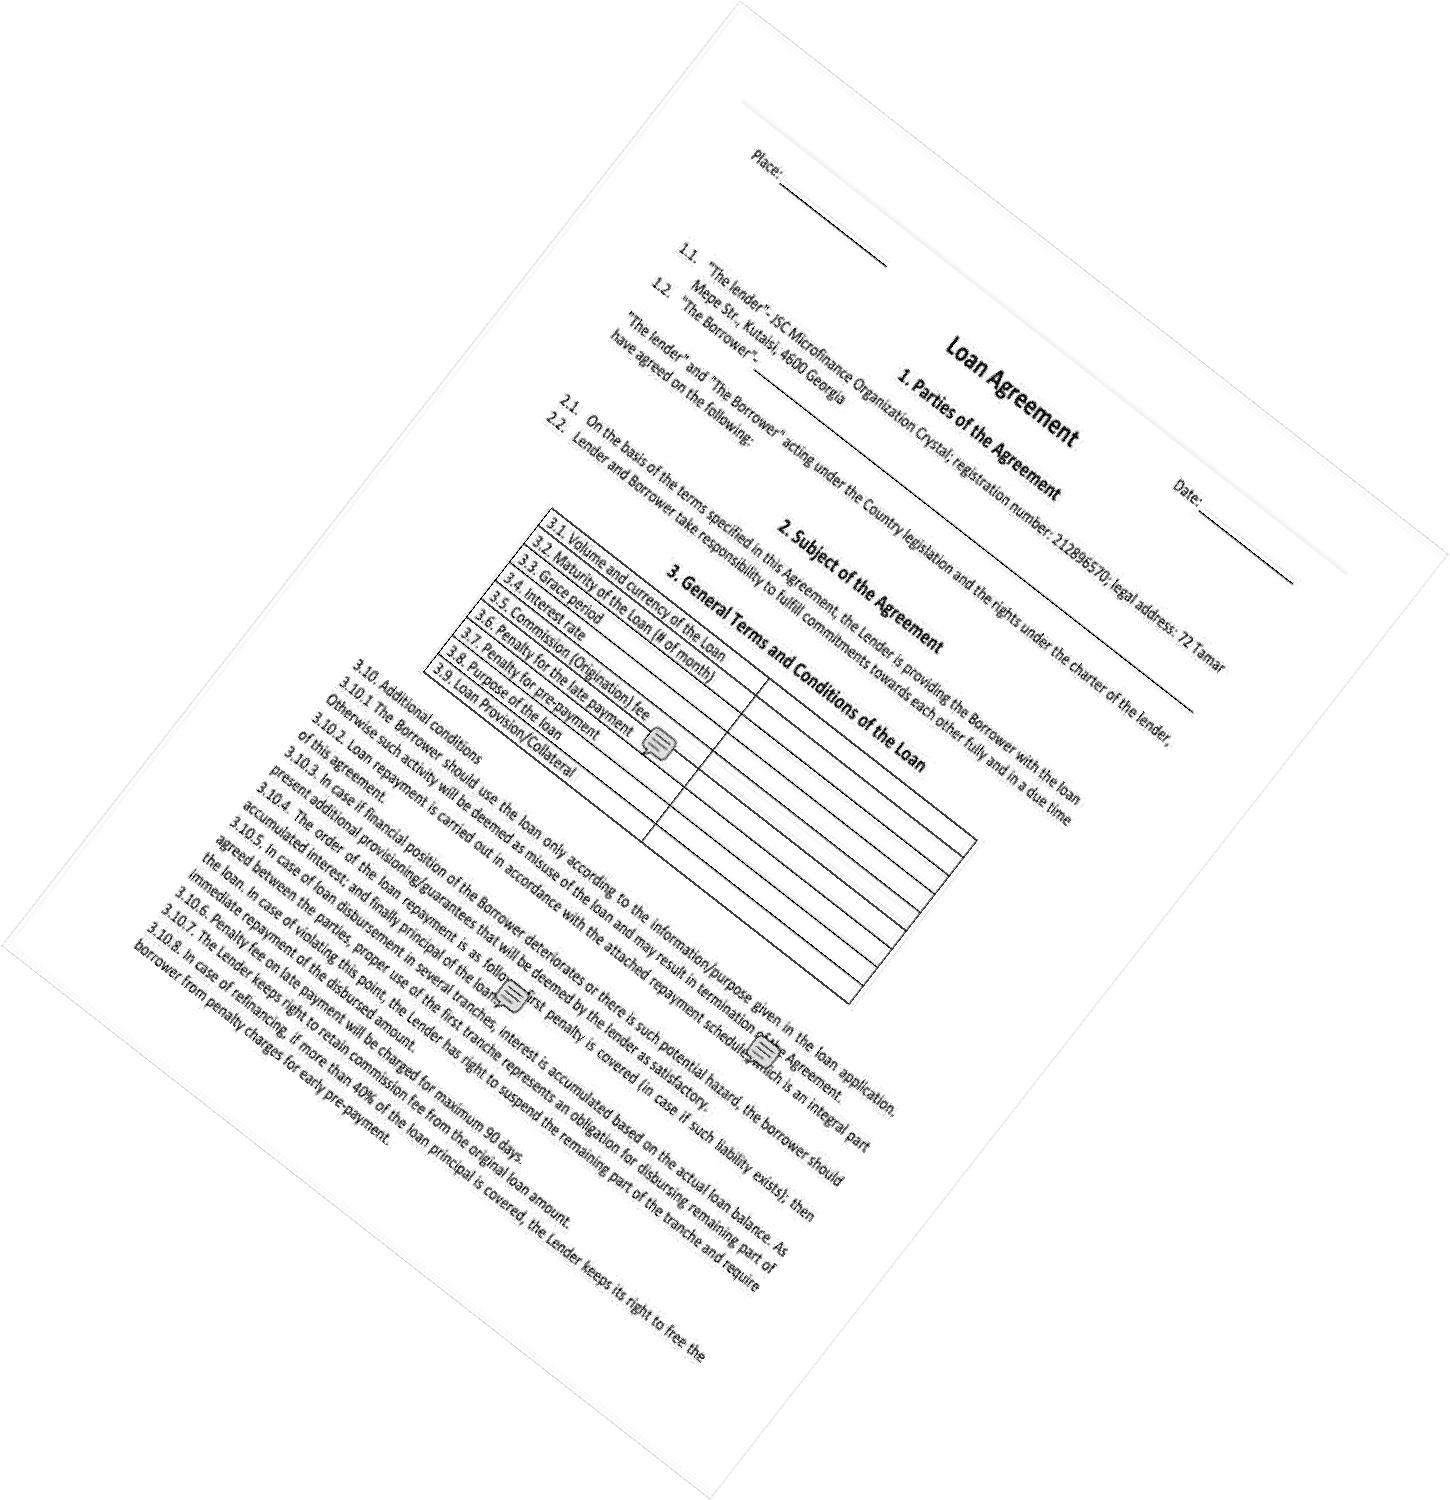 Place:
Date:
Loan Agreement
1. Parties of the Agreement
1.1. "The lender"- JSC Microfinance Organization Crystal; registration number: 212896570; legal address: 72 Tamar
Mepe Str., Kutaisi, 4600 Georgia
1.2. "The Borrower"-
"The lender" and "The Borrower" acting under the Country legislation and the rights under the charter of the lender,
have agreed on the following:
2. Subject of the Agreement
2.1. On the basis of the terms specified in this Agreement, the Lender is providing the Borrower with the loan
2.2. Lender and Borrower take responsibility to fulfill commitments towards each other fully and in a due time
3. General Terms and Conditions of the Loan
3.1. Volume and currency of the Loan
3.2. Maturity of the Loan (# of month)
3.3. Grace period
3.4. Interest rate
3.5. Commission (Origination) fee
3.6. Penalty for the late payment
3.7. Penalty for pre-payment
3.8. Purpose of the loan
3.9. Loan Provision/Collateral
3.10. Additional conditions
3.10.1 The Borrower should use the loan only according to the information/purpose given in the loan application.
Otherwise such activity will be deemed as misuse of the loan and may result in termination of the Agreement.
3.10.2. Loan repayment is carried out in accordance with the attached repayment schedule, which is an integral part
of this agreement.
3.10.3. In case if financial position of the Borrower deteriorates or there is such potential hazard, the borrower should
present additional provisioning/guarantees that will be deemed by the lender as satisfactory.
3.10.4. The order of the loan repayment is as follow first penalty is covered (in case if such liability exists); then
accumulated interest; and finally principal of the loan
3.10.5. In case of loan disbursement in several tranches, interest is accumulated based on the actual loan balance. As
agreed between the parties, proper use of the first tranche represents an obligation for disbursing remaining part of
the loan. In case of violating this point, the Lender has right to suspend the remaining part of the tranche and require
immediate repayment of the disbursed amount.
3.10.6. Penalty fee on late payment will be charged for maximum 90 days.
3.10.7. The Lender keeps right to retain commission fee from the original loan amount.
3.10.8. In case of refinancing, if more than 40% of the loan principal is covered, the Lender keeps its right to free the
borrower from penalty charges for early pre-payment.